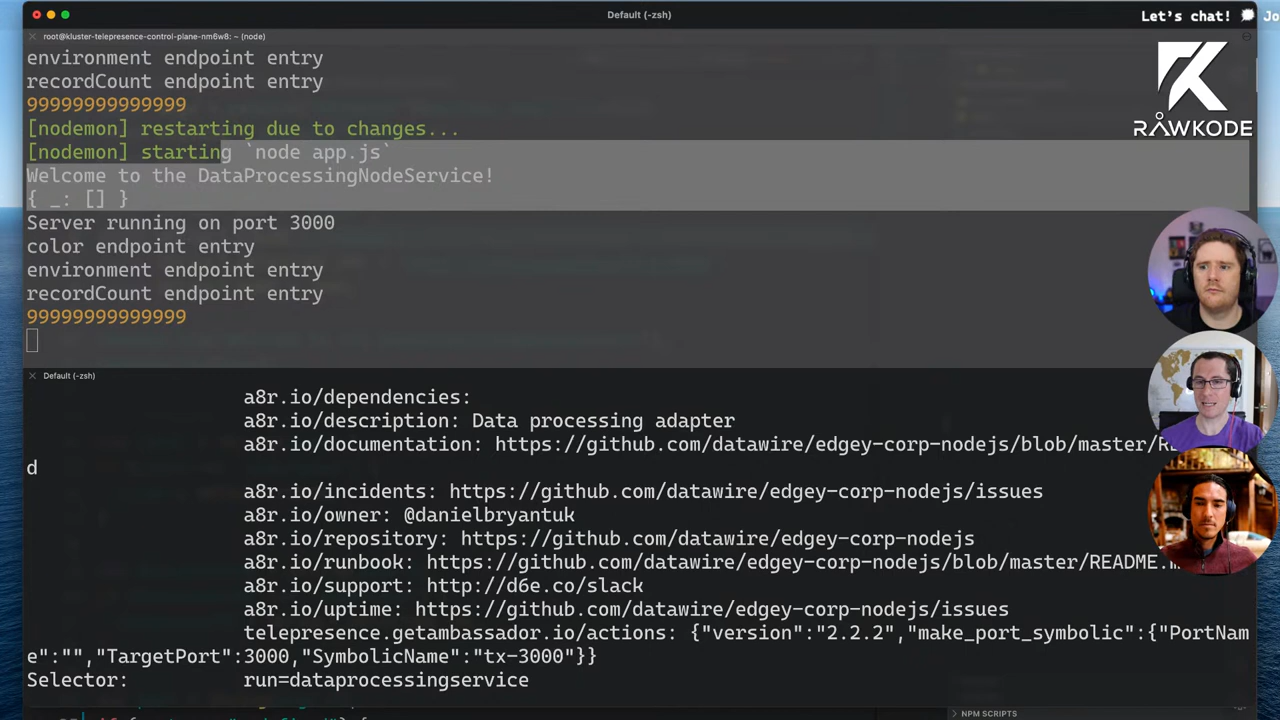 Default (-zsh)
Let's chat! Jo
root@kluster-telepresence-control-plane-nm6w8: ~ (node)
environment endpoint entry
recordCount endpoint entry
99999999999999
[nodemon] restarting due to changes...
[nodemon] starting `node app.js`
Welcome to the DataProcessingNodeService!
{ _: [] }
Server running on port 3000
color endpoint entry
environment endpoint entry
recordCount endpoint entry
99999999999999
RAWKODE
Default (-zsh)
a8r.io/dependencies:
a8r.io/description: Data processing adapter
a8r.io/documentation: https://github.com/datawire/edgey-corp-nodejs/blob/master/R
d
a8r.io/incidents: https://github.com/datawire/edgey-corp-nodejs/issues
a8r.io/owner: @danielbryantuk
a8r.io/repository: https://github.com/datawire/edgey-corp-nodejs
a8r.io/runbook: https://github.com/datawire/edgey-corp-nodejs/blob/master/README.m
a8r.io/support: http://d6e.co/slack
a8r.io/uptime: https://github.com/datawire/edgey-corp-nodejs/issues
telepresence.getambassador.io/actions: {"version":"2.2.2","make_port_symbolic":{"PortNam
e":"","TargetPort":3000,"SymbolicName":"tx-3000"}}
Selector: run=dataprocessingservice
NPM SCRIPTS